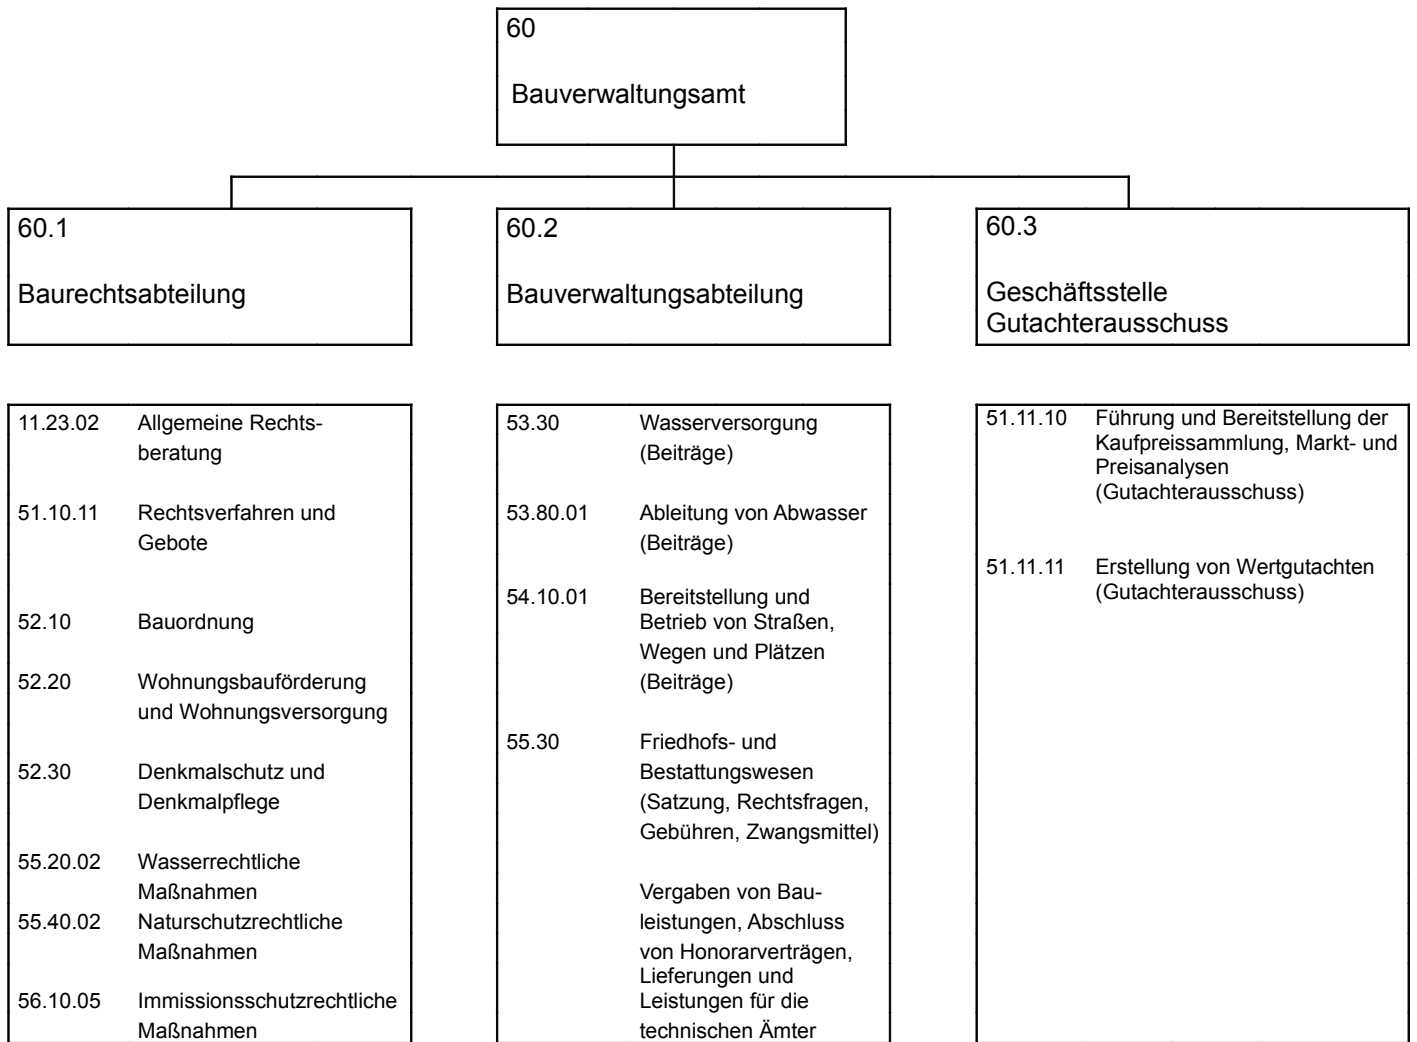 60
Bauverwaltungsamt
60.1
Baurechtsabteilung
60.2
Bauverwaltungsabteilung
60.3
Geschäftsstelle
Gutachterausschuss
11.23.02 Allgemeine Rechts-
beratung
51.10.11 Rechtsverfahren und
Gebote
52.10 Bauordnung
52.20 Wohnungsbauförderung
und Wohnungsversorgung
52.30 Denkmalschutz und
Denkmalpflege
55.20.02 Wasserrechtliche
Maßnahmen
55.40.02 Naturschutzrechtliche
Maßnahmen
56.10.05 Immissionsschutzrechtliche
Maßnahmen
53.30 Wasserversorgung
(Beiträge)
53.80.01 Ableitung von Abwasser
(Beiträge)
54.10.01 Bereitstellung und
Betrieb von Straßen,
Wegen und Plätzen
(Beiträge)
55.30 Friedhofs- und
Bestattungswesen
(Satzung, Rechtsfragen,
Gebühren, Zwangsmittel)
Vergaben von Bau-
leistungen, Abschluss
von Honorarverträgen,
Lieferungen und
Leistungen für die
technischen Ämter
51.11.10 Führung und Bereitstellung der
Kaufpreissammlung, Markt- und
Preisanalysen
(Gutachterausschuss)
51.11.11 Erstellung von Wertgutachten
(Gutachterausschuss)